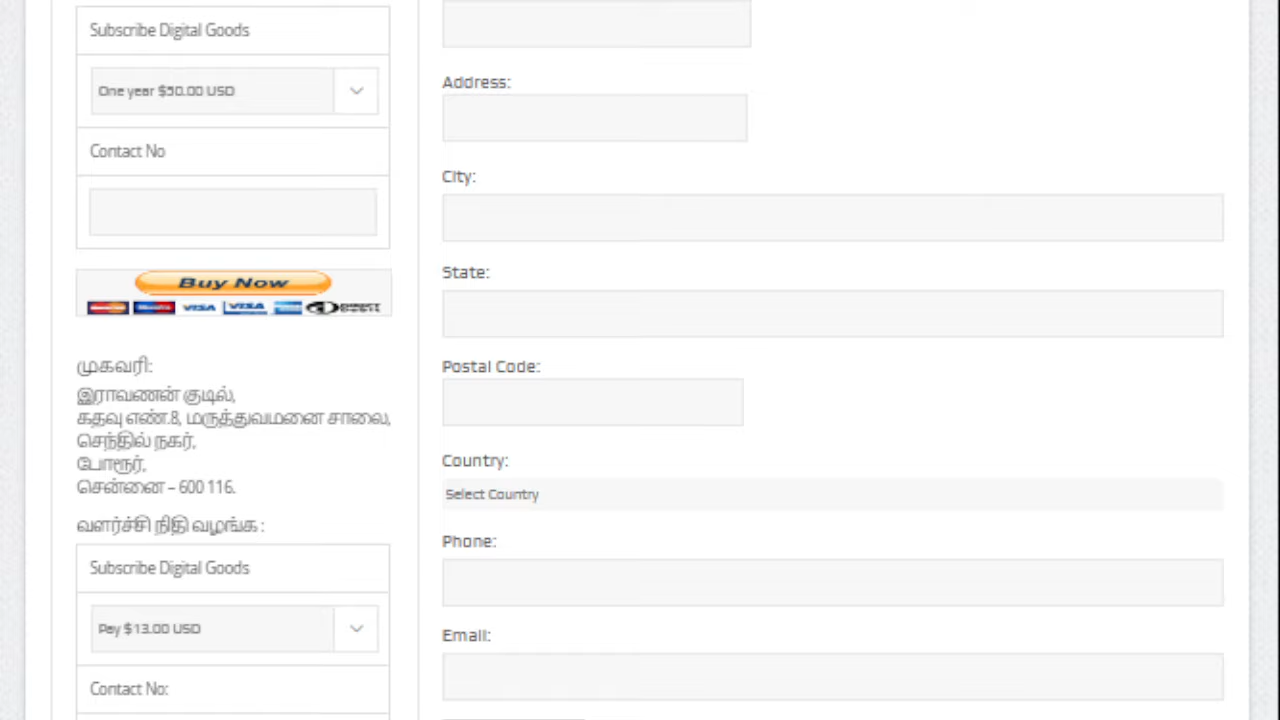 Subscribe Digital Goods
One year $50.00 USD
Contact No
Buy Now
VISA VISA
முகவரி:
இராவணன் குடில்,
கதவு எண்.8, மருத்துவமனை சாலை,
செந்தில் நகர்,
போரூர்,
சென்னை – 600 116.
வளர்ச்சி நிதி வழங்க :
Subscribe Digital Goods
Pay $13.00 USD
Contact No:
Address:
City:
State:
Postal Code:
Country:
Select Country
Phone:
Email: